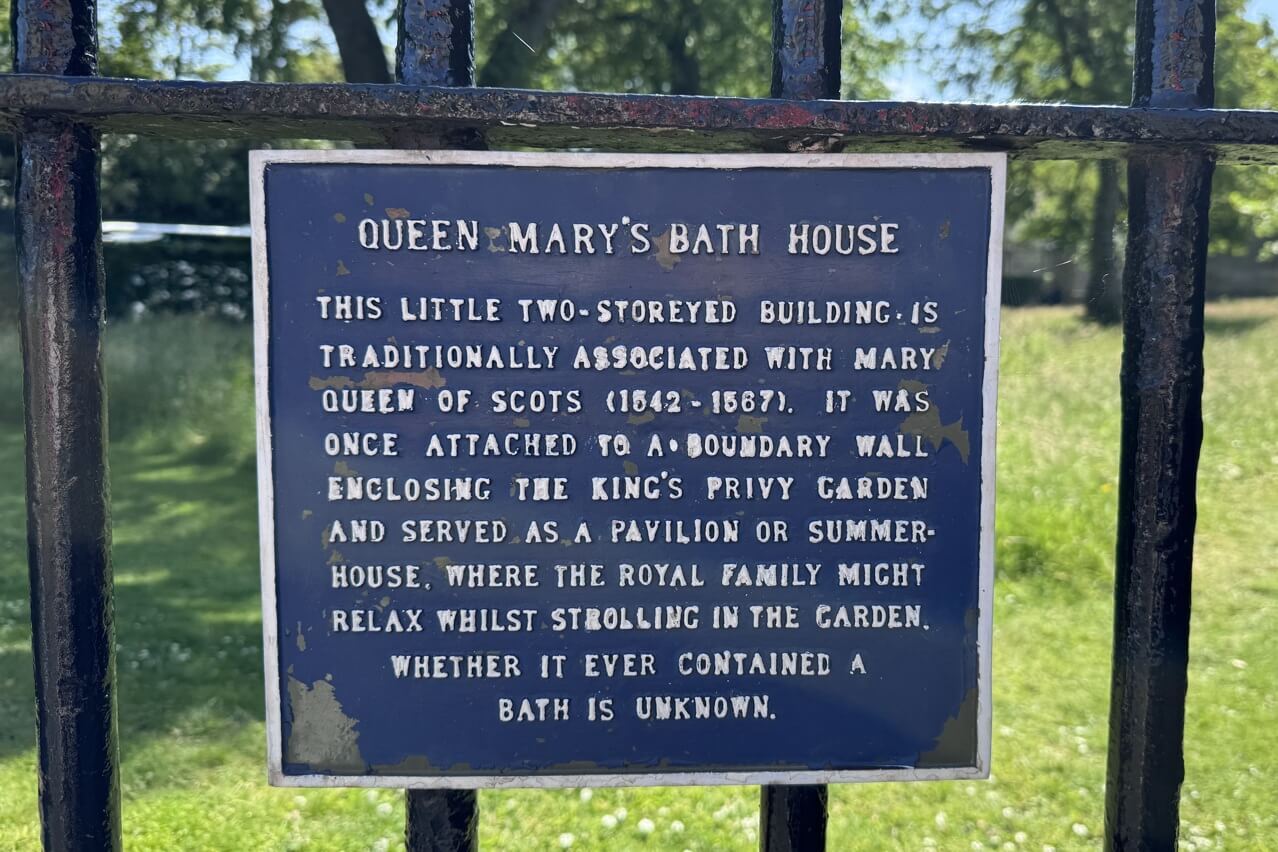 QUEEN MARY'S BATH HOUSE
THIS LITTLE TWO-STOREYED BUILDING IS
TRADITIONALLY ASSOCIATED WITH MARY
QUEEN OF SCOTS (1542-1567). IT WAS
ONCE ATTACHED TO A BOUNDARY WALL
ENCLOSING THE KING'S PRIVY GARDEN
AND SERVED AS A PAVILION OR SUMMER-
HOUSE, WHERE THE ROYAL FAMILY MIGHT
RELAX WHILST STROLLING IN THE GARDEN.
WHETHER IT EVER CONTAINED A
BATH IS UNKNOWN.